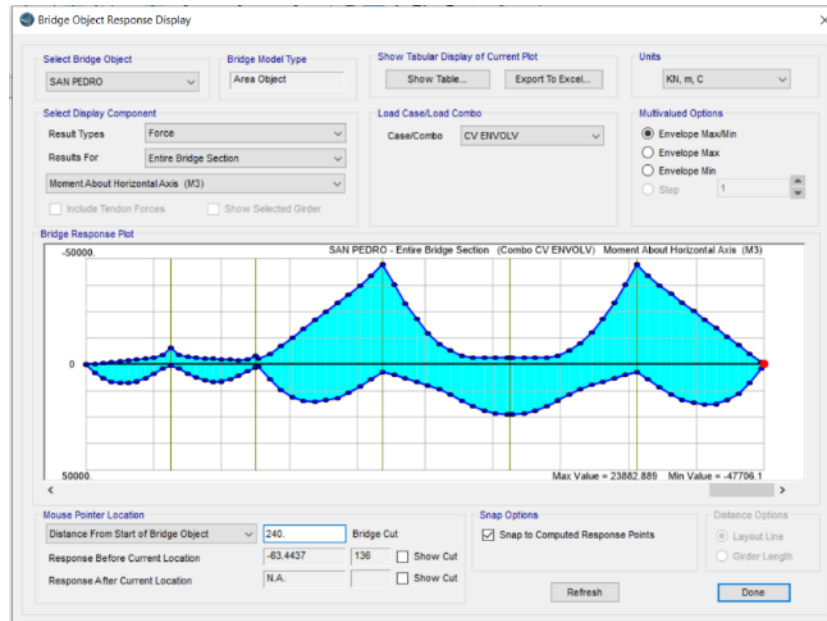 Bridge Object Response Display
Select Bridge Object
SAN PEDRO
Bridge Model Type
Area Object
Show Tabular Display of Current Plot
Show Table...
Export To Excel...
Units
KN, m, C
Select Display Component
Result Types
Force
Results For
Entire Bridge Section
Moment About Horizontal Axis (M3)
Include Tendon Forces
Show Selected Girder
Load Case/Load Combo
Case/Combo
CV ENVOLV
Multivalued Options
Envelope Max/Min
Envelope Max
Envelope Min
Step
1
Bridge Response Plot
-50000.
SAN PEDRO - Entire Bridge Section (Combo CV ENVOLV) Moment About Horizontal Axis (M3)
0
50000.
Max Value = 23882.889 Min Value = -47706.1
Mouse Pointer Location
Distance From Start of Bridge Object
240.
Bridge Cut
Response Before Current Location
-63.4437
136
Show Cut
Response After Current Location
N.A.
Show Cut
Snap Options
Snap to Computed Response Points
Distance Options
Layout Line
Girder Length
Refresh
Done